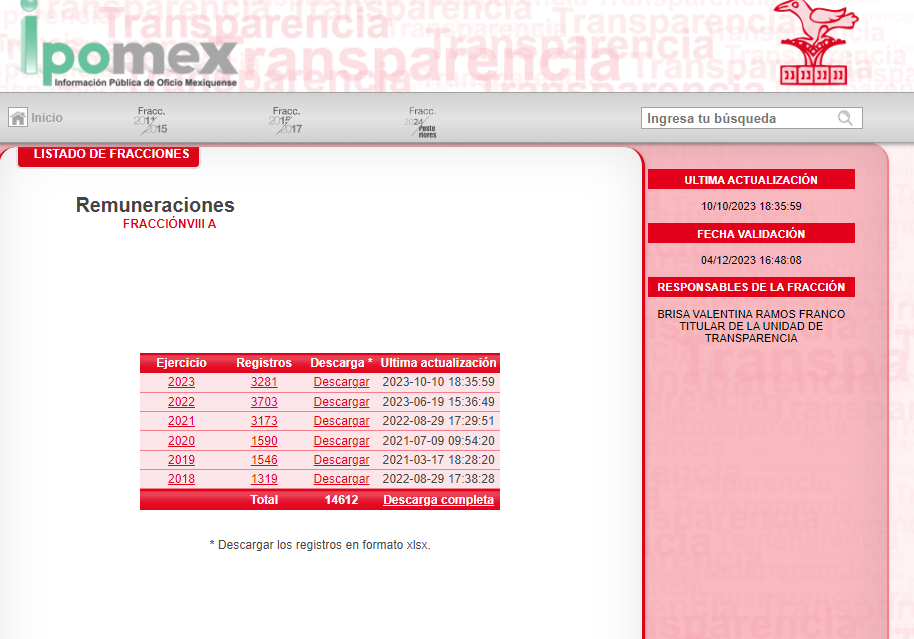 ipomex
Información Pública de Oficio Mexiquense
Inicio
Fracc.
2014
2015
Fracc.
2015
2017
Fracc.
2024
Poste
riores
Ingresa tu búsqueda
LISTADO DE FRACCIONES
Remuneraciones
FRACCIÓNVIII A
Ejercicio Registros Descarga * Ultima actualización
2023 3281 Descargar 2023-10-10 18:35:59
2022 3703 Descargar 2023-06-19 15:36:49
2021 3173 Descargar 2022-08-29 17:29:51
2020 1590 Descargar 2021-07-09 09:54:20
2019 1546 Descargar 2021-03-17 18:28:20
2018 1319 Descargar 2022-08-29 17:38:28
Total 14612 Descarga completa
* Descargar los registros en formato xlsx.
ULTIMA ACTUALIZACIÓN
10/10/2023 18:35:59
FECHA VALIDACIÓN
04/12/2023 16:48:08
RESPONSABLES DE LA FRACCIÓN
BRISA VALENTINA RAMOS FRANCO
TITULAR DE LA UNIDAD DE
TRANSPARENCIA